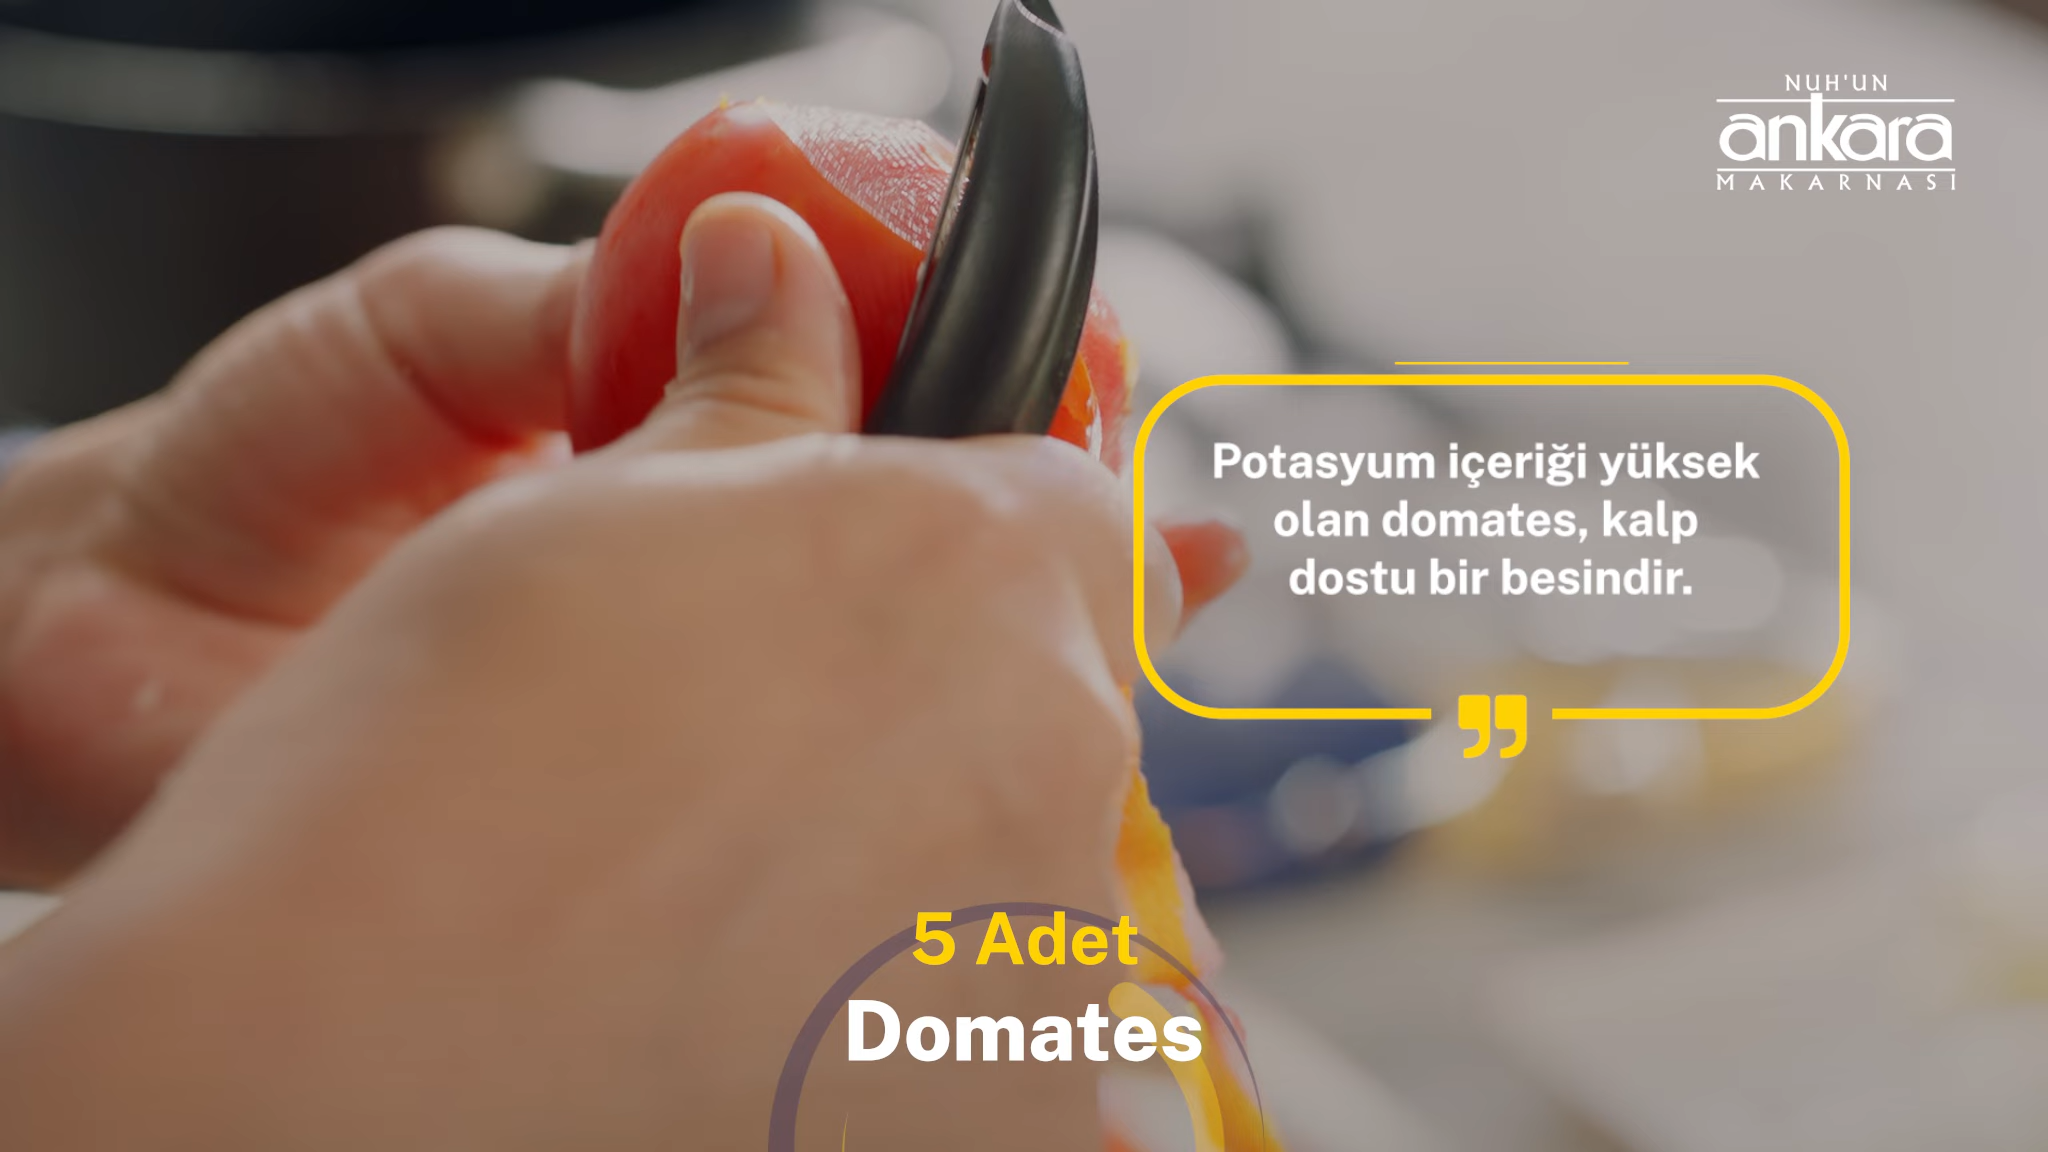 NUH'UN
ankara
MAKARNASI
Potasyum içeriği yüksek
olan domates, kalp
dostu bir besindir.
5 Adet
Domates